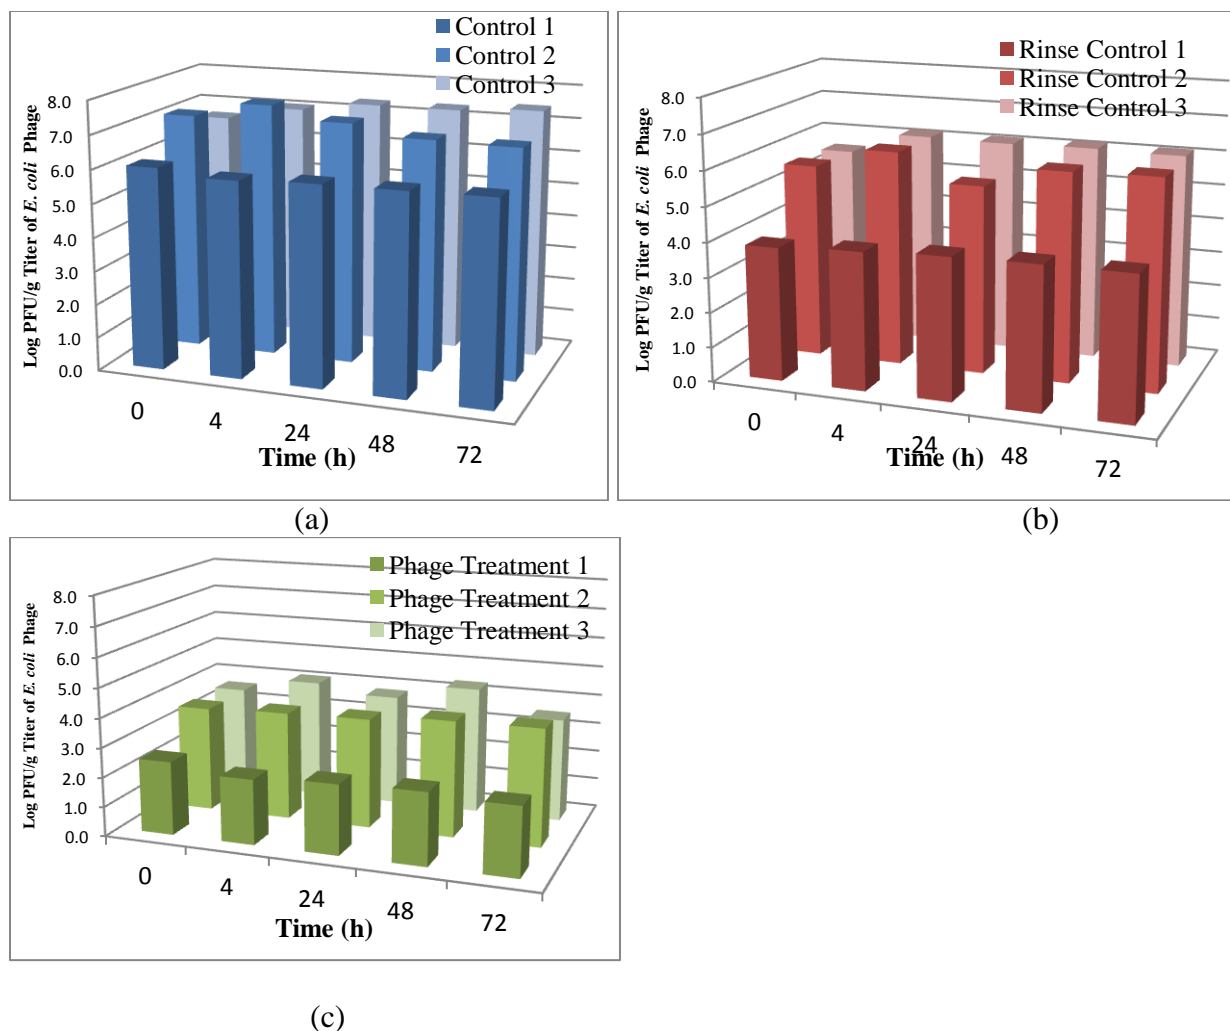 Control 1
Control 2
Control 3
Log PFU/g Titer of E. coli Phage
8.0
7.0
6.0
5.0
4.0
3.0
2.0
1.0
0.0
0
4
24
48
72
Time (h)
(a)
Rinse Control 1
Rinse Control 2
Rinse Control 3
Log PFU/g Titer of E. coli Phage
8.0
7.0
6.0
5.0
4.0
3.0
2.0
1.0
0.0
0
4
24
48
72
Time (h)
(b)
Phage Treatment 1
Phage Treatment 2
Phage Treatment 3
Log PFU/g Titer of E. coli Phage
8.0
7.0
6.0
5.0
4.0
3.0
2.0
1.0
0.0
0
4
24
48
72
Time (h)
(c)